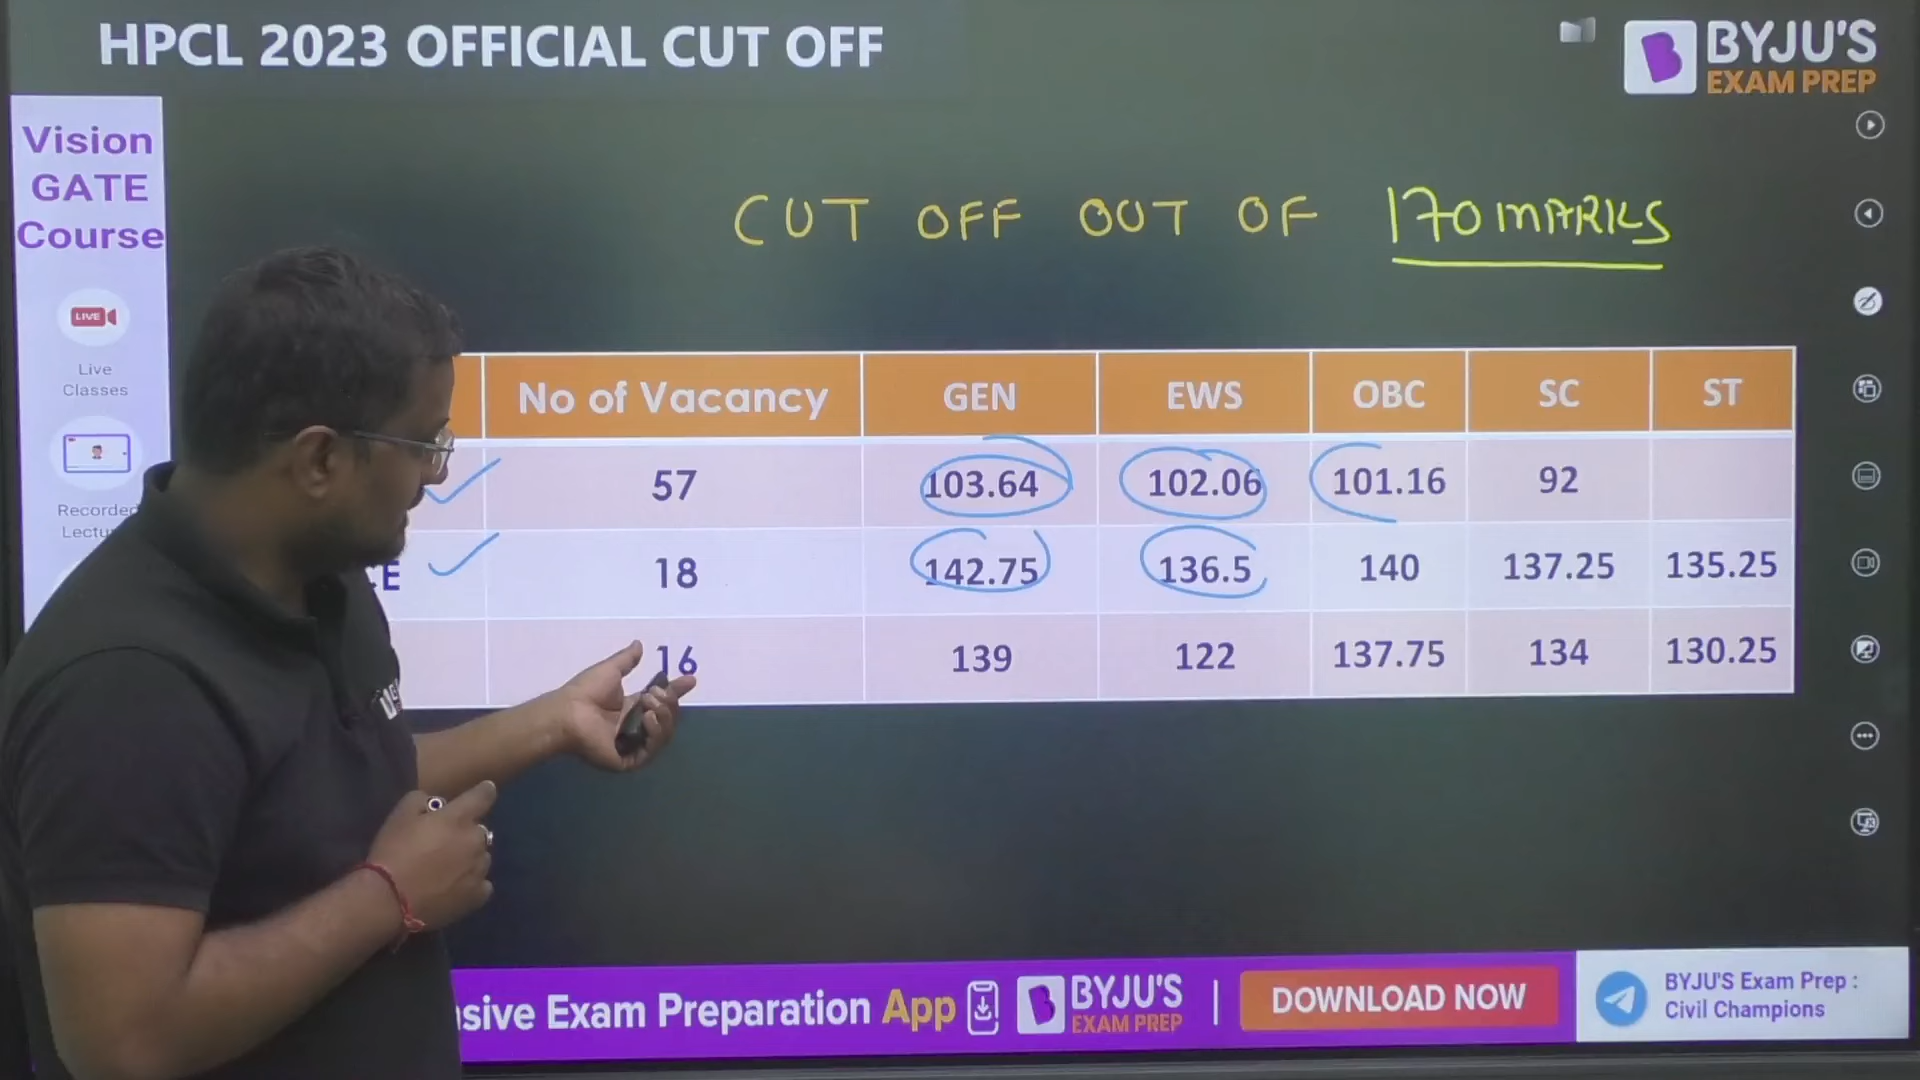 HPCL 2023 OFFICIAL CUT OFF
BYJU'S
EXAM PREP
Vision
GATE
Course
CUT OFF OUT OF 170 MARKS
LIVE
Live
Classes
Recorded
No of Vacancy GEN EWS OBC SC ST
57 103.64 102.06 101.16 92
18 142.75 136.5 140 137.25 135.25
16 139 122 137.75 134 130.25
Exam Preparation App BYJU'S EXAM PREP | DOWNLOAD NOW
BYJU'S Exam Prep :
Civil Champions